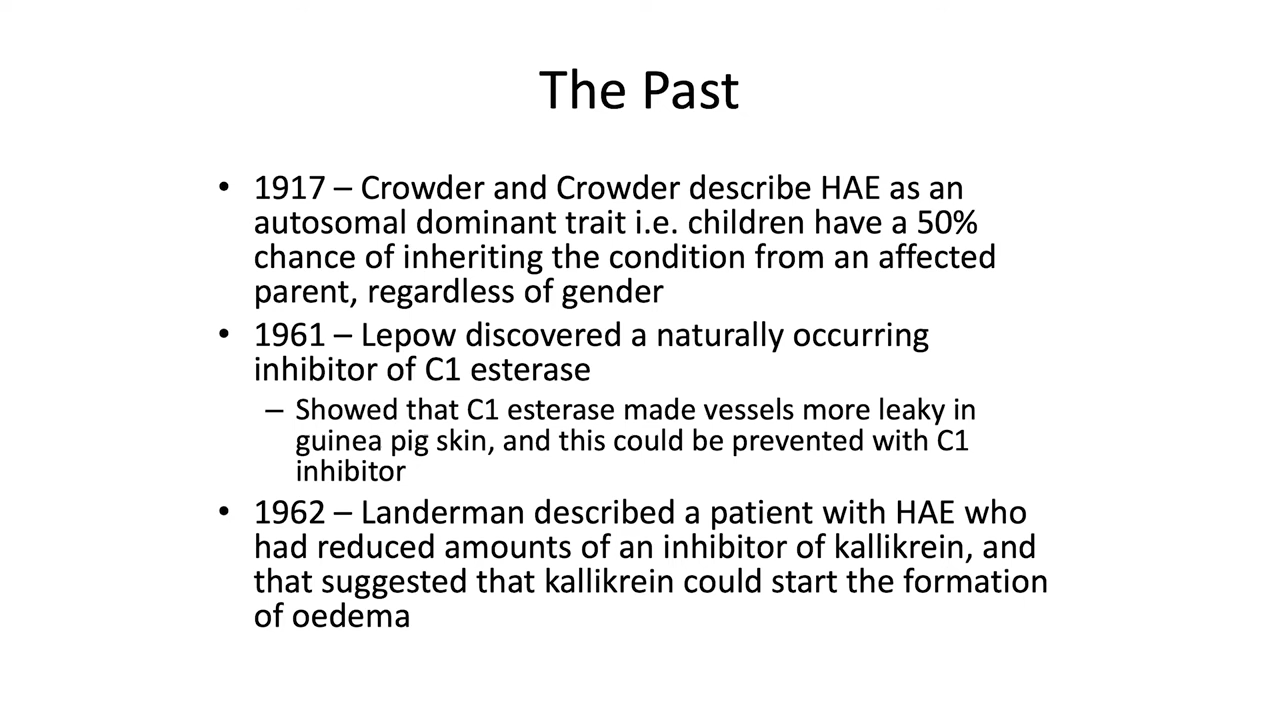 The Past
• 1917 – Crowder and Crowder describe HAE as an
autosomal dominant trait i.e. children have a 50%
chance of inheriting the condition from an affected
parent, regardless of gender
• 1961 – Lepow discovered a naturally occurring
inhibitor of C1 esterase
– Showed that C1 esterase made vessels more leaky in
guinea pig skin, and this could be prevented with C1
inhibitor
• 1962 – Landerman described a patient with HAE who
had reduced amounts of an inhibitor of kallikrein, and
that suggested that kallikrein could start the formation
of oedema